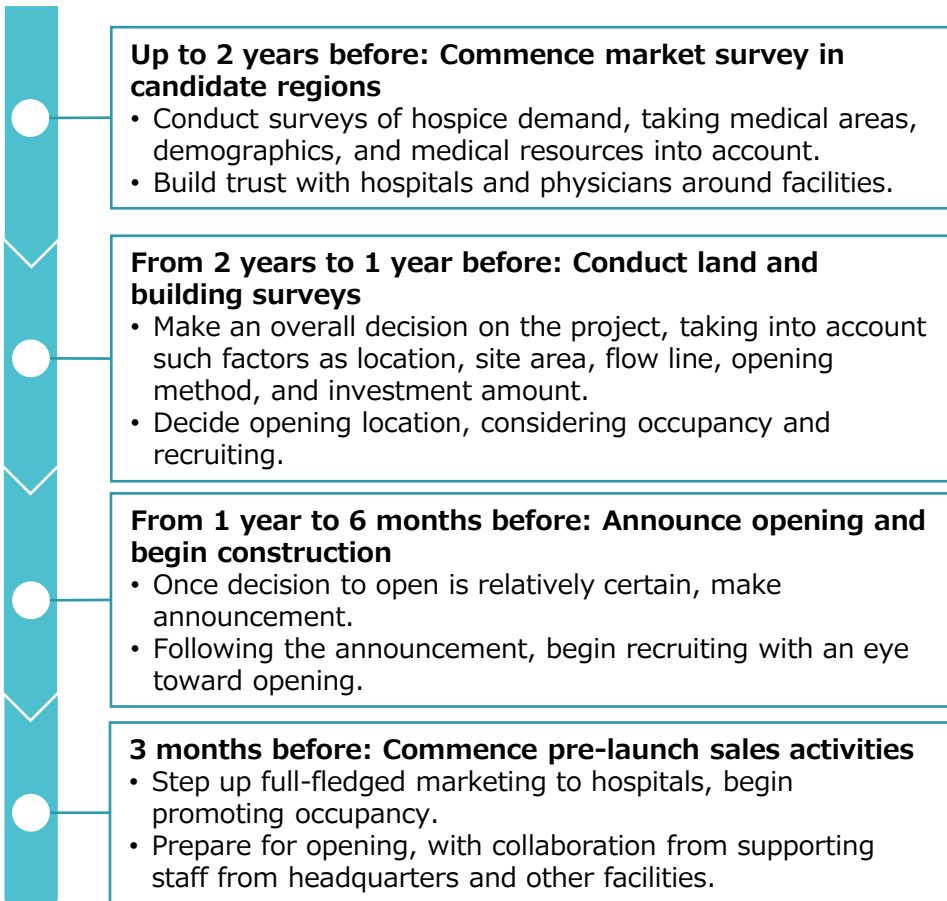 Up to 2 years before: Commence market survey in
candidate regions
• Conduct surveys of hospice demand, taking medical areas,
demographics, and medical resources into account.
• Build trust with hospitals and physicians around facilities.
From 2 years to 1 year before: Conduct land and
building surveys
• Make an overall decision on the project, taking into account
such factors as location, site area, flow line, opening
method, and investment amount.
• Decide opening location, considering occupancy and
recruiting.
From 1 year to 6 months before: Announce opening and
begin construction
• Once decision to open is relatively certain, make
announcement.
• Following the announcement, begin recruiting with an eye
toward opening.
3 months before: Commence pre-launch sales activities
• Step up full-fledged marketing to hospitals, begin
promoting occupancy.
• Prepare for opening, with collaboration from supporting
staff from headquarters and other facilities.